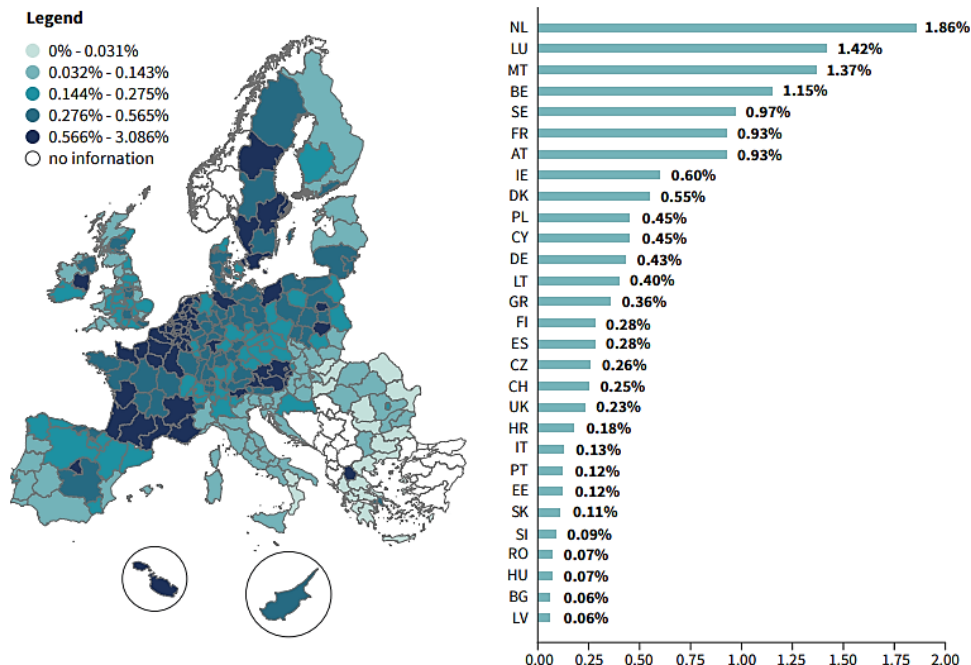 Legend
0% - 0.031%
0.032% - 0.143%
0.144% - 0.275%
0.276% - 0.565%
0.566% - 3.086%
no infornation
NL 1.86%
LU 1.42%
MT 1.37%
BE 1.15%
SE 0.97%
FR 0.93%
AT 0.93%
IE 0.60%
DK 0.55%
PL 0.45%
CY 0.45%
DE 0.43%
LT 0.40%
GR 0.36%
FI 0.28%
ES 0.28%
CZ 0.26%
CH 0.25%
UK 0.23%
HR 0.18%
IT 0.13%
PT 0.12%
EE 0.12%
SK 0.11%
SI 0.09%
RO 0.07%
HU 0.07%
BG 0.06%
LV 0.06%
0.00 0.25 0.50 0.75 1.00 1.25 1.50 1.75 2.00